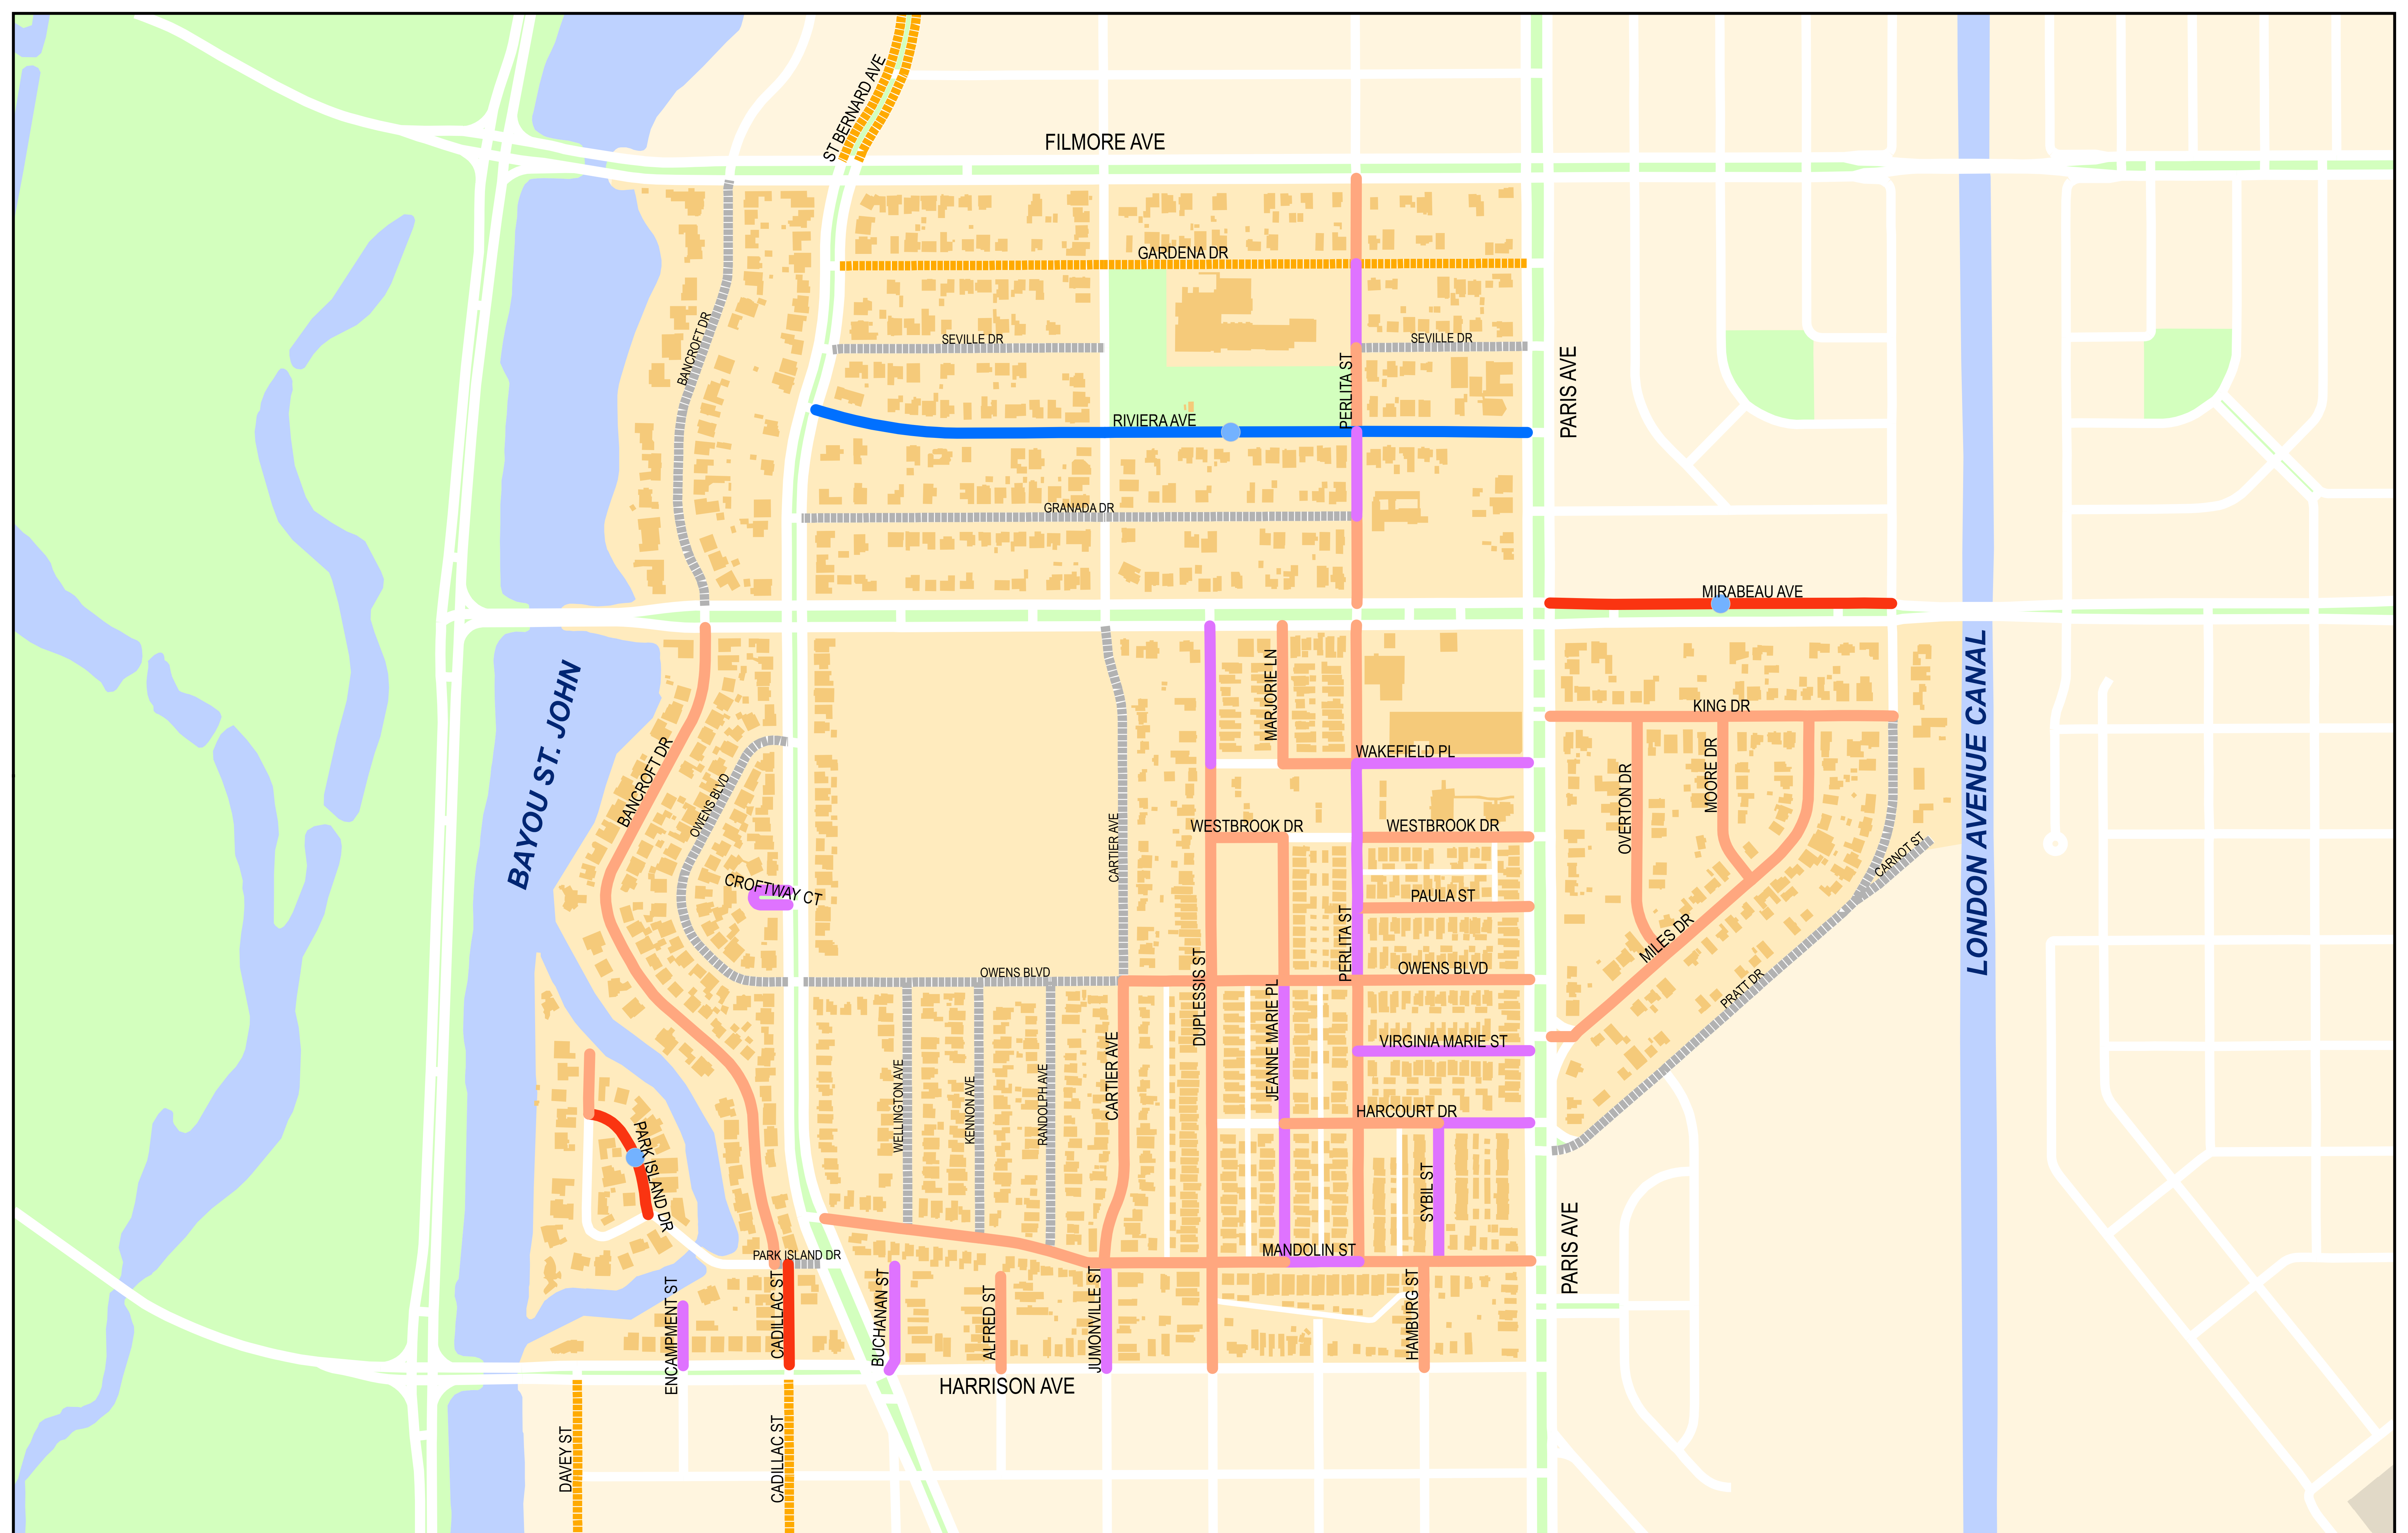 ST BERNARD AVE
FILMORE AVE
GARDENA DR
BANCROFT DR
SEVILLE DR
SEVILLE DR
PERLITA ST
PARIS AVE
RIVIERA AVE
GRANADA DR
MIRABEAU AVE
BAYOU ST. JOHN
LONDON AVENUE CANAL
MARJORIE LN
KING DR
BANCROFT DR
OWENS BLVD
WAKEFIELD PL
OVERTON DR
MOORE DR
CARTIER AVE
WESTBROOK DR
WESTBROOK DR
CARNOT ST
CROFTWAY CT
PAULA ST
PERLITA ST
MILES DR
OWENS BLVD
OWENS BLVD
DUPLESSIS ST
PRATT DR
JEANNE MARIE PL
VIRGINIA MARIE ST
WELLINGTON AVE
KENNON AVE
RANDOLPH AVE
CARTIER AVE
HARCOURT DR
PARK ISLAND DR
SYBIL ST
PARIS AVE
PARK ISLAND DR
MANDOLIN ST
ENCAMPMENT ST
CADILLAC ST
BUCHANAN ST
ALFRED ST
JUMONVILLE ST
HAMBURG ST
HARRISON AVE
DAVEY ST
CADILLAC ST